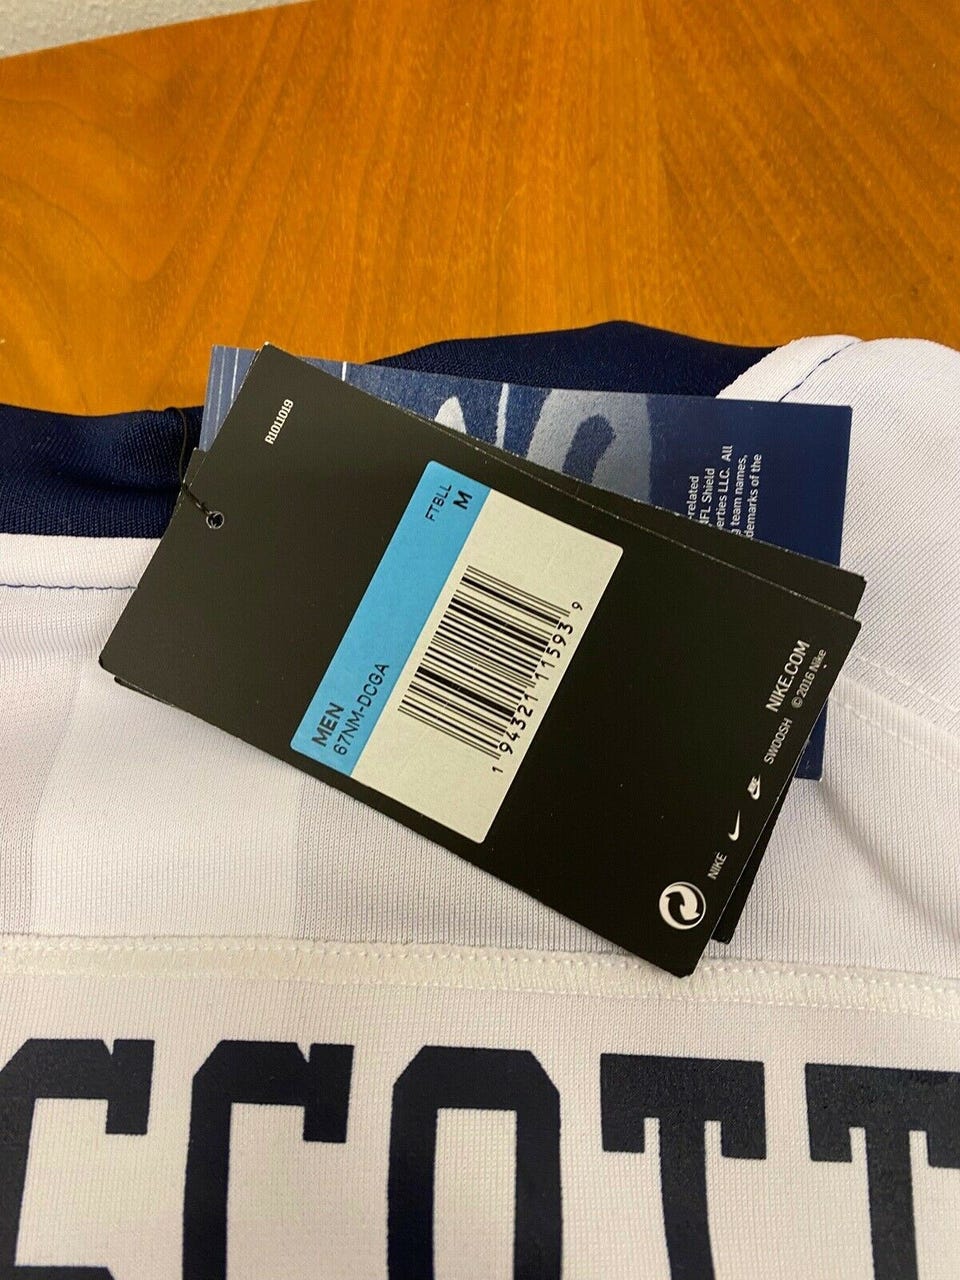 R1011019
FTBLL
M
MEN
67NM-DCGA
1 94321 11593 9
NIKE.COM
© 2016 Nike
NIKE
SWOOSH
-related
NFL Shield
erties LLC. All
g team names,
demarks of the
SCOTT